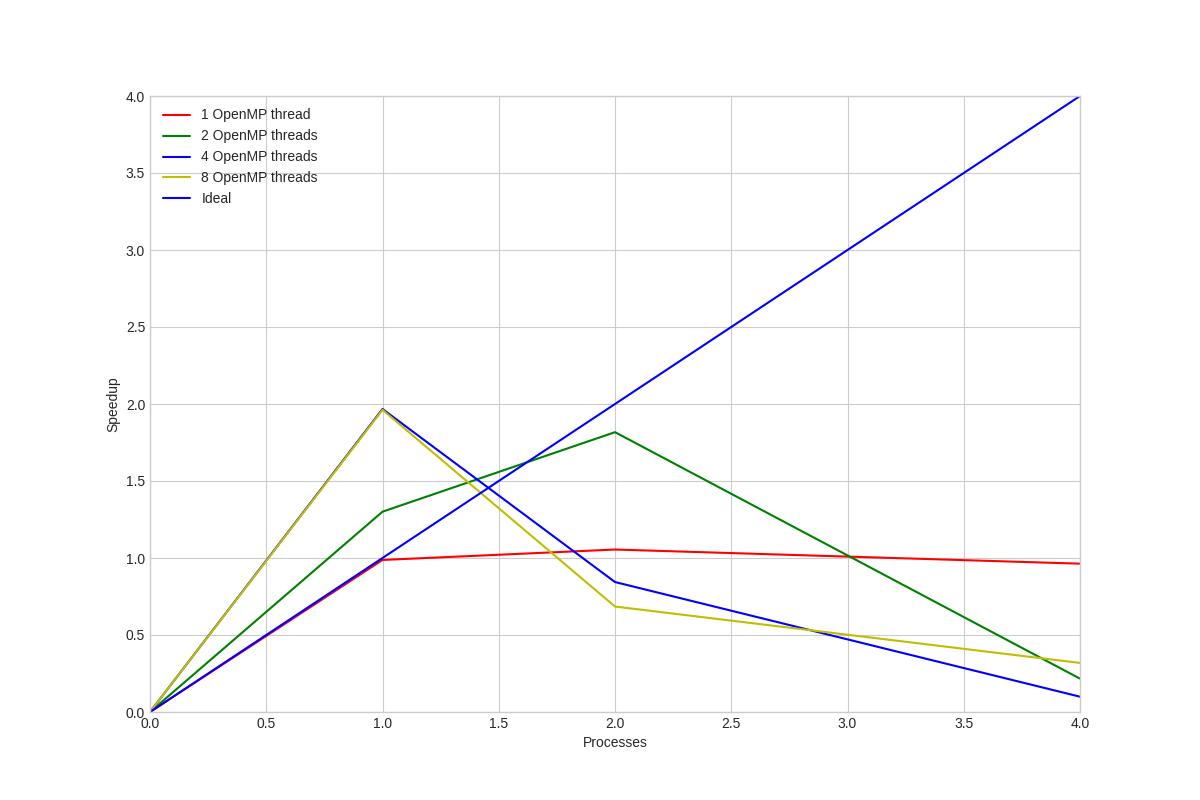 4.0
3.5
3.0
2.5
2.0
1.5
1.0
0.5
0.0
Speedup
1 OpenMP thread
2 OpenMP threads
4 OpenMP threads
8 OpenMP threads
Ideal
0.0 0.5 1.0 1.5 2.0 2.5 3.0 3.5 4.0
Processes